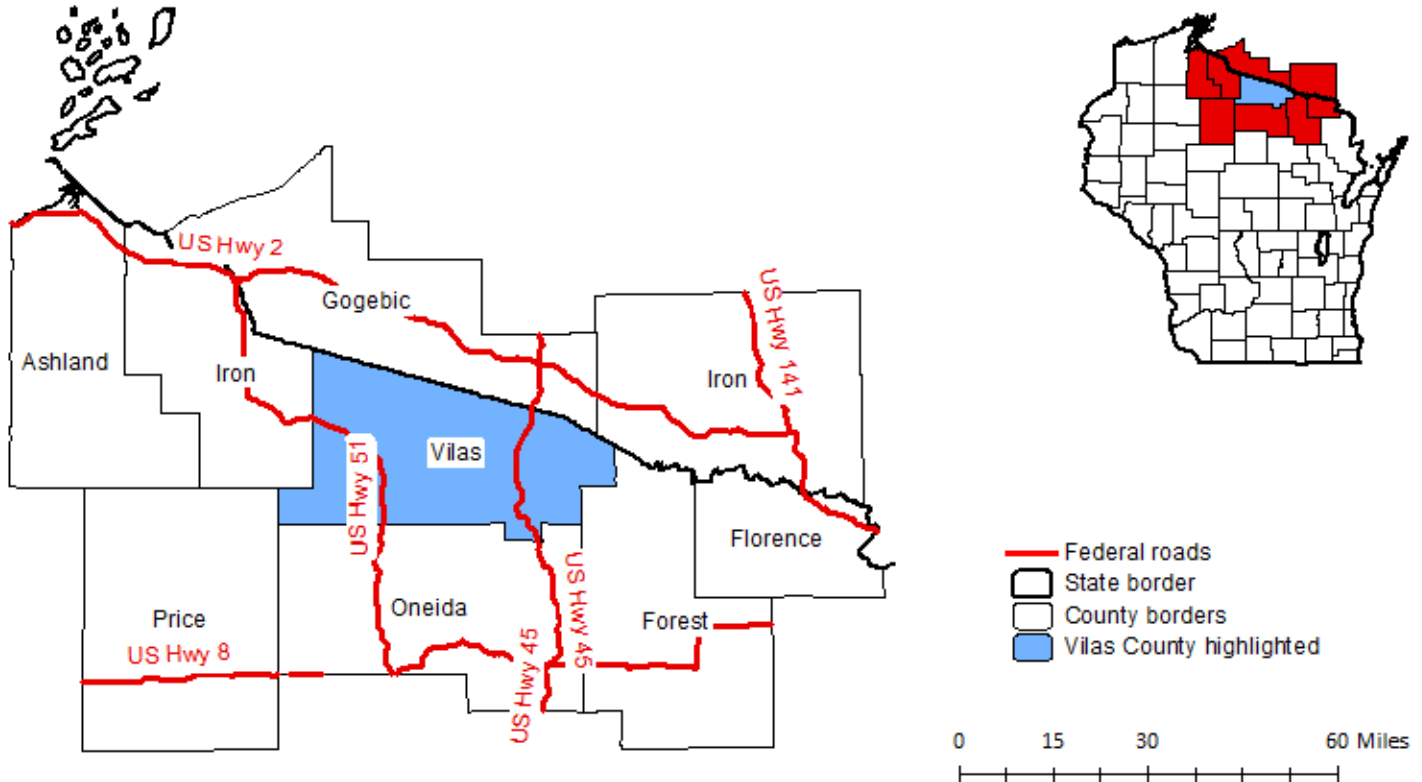 US Hwy 2
Gogebic
US Hwy 141
Ashland
Iron
Iron
Vilas
US Hwy 51
Florence
US Hwy 45
Price
Oneida
Forest
US Hwy 8
US Hwy 45
Federal roads
State border
County borders
Vilas County highlighted
0 15 30 60 Miles